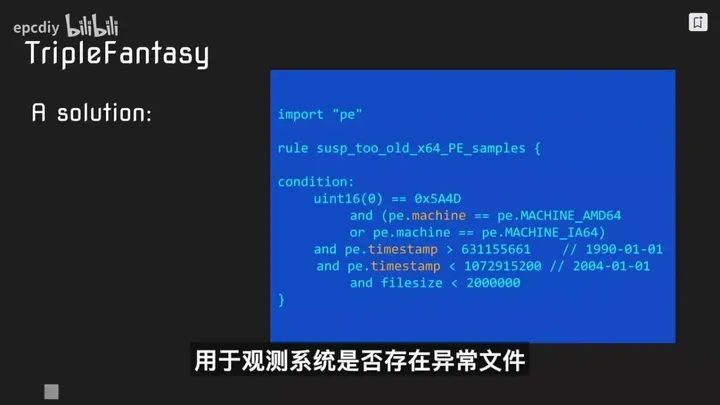 epcdiy bilibili
TripleFantasy
A solution:
import "pe"
rule susp_too_old_x64_PE_samples {
condition:
uint16(0) == 0x5A4D
and (pe.machine == pe.MACHINE_AMD64
or pe.machine == pe.MACHINE_IA64)
and pe.timestamp > 631155661 // 1990-01-01
and pe.timestamp < 1072915200 // 2004-01-01
and filesize < 2000000
}
用于观测系统是否存在异常文件